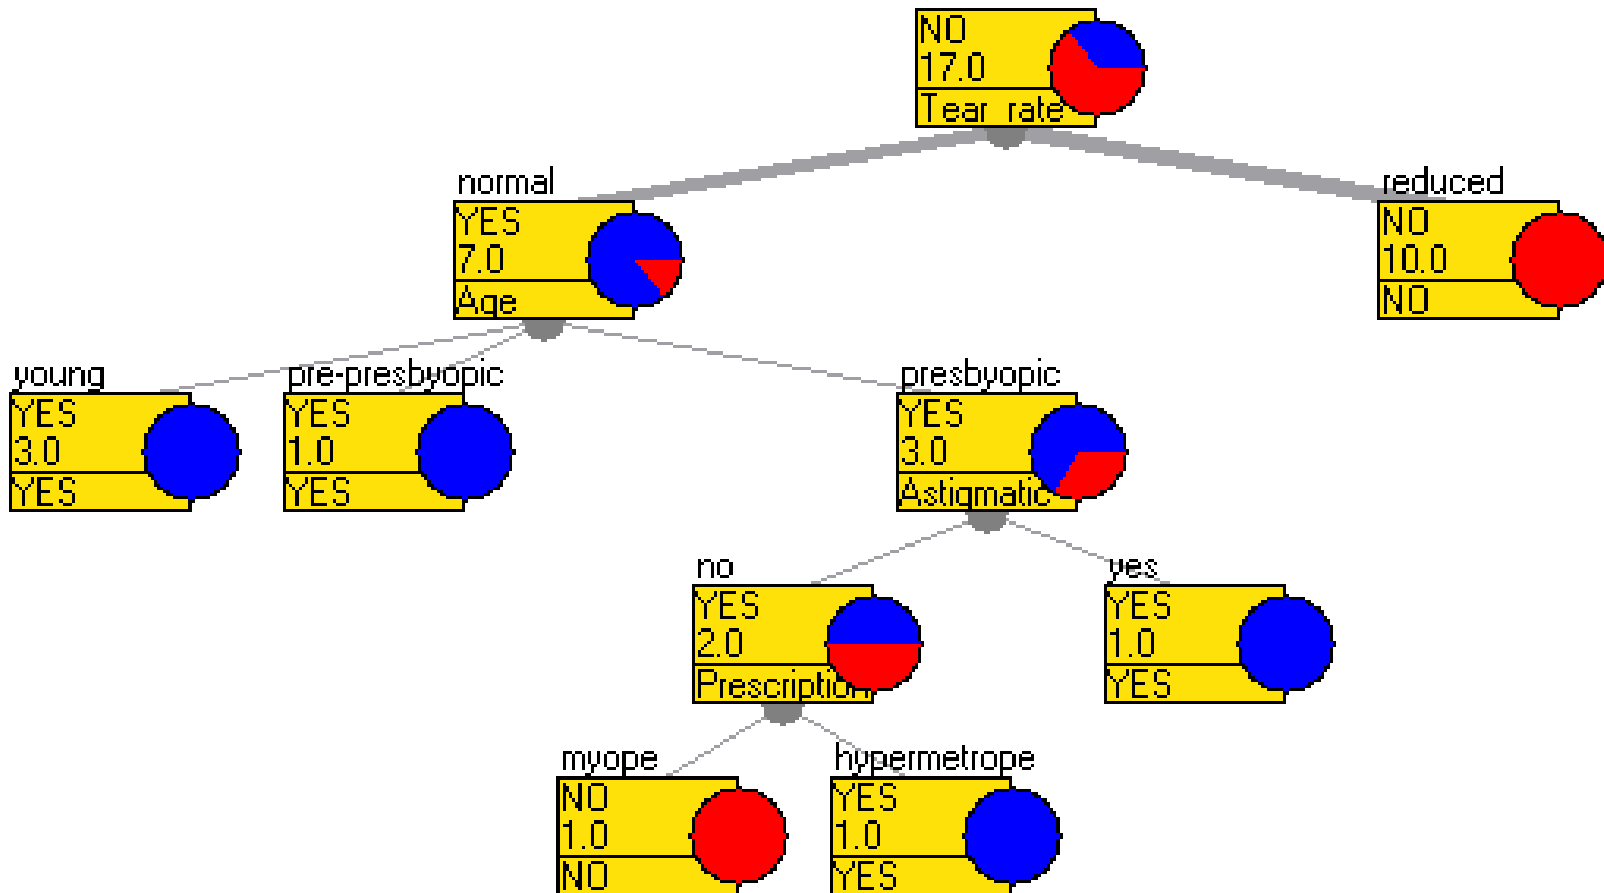 NO
17.0
Tear rate
normal
YES
7.0
Age
reduced
NO
10.0
NO
young
YES
3.0
YES
pre-presbyopic
YES
1.0
YES
presbyopic
YES
3.0
Astigmatic
no
YES
2.0
Prescription
yes
YES
1.0
YES
myope
NO
1.0
NO
hypermetrope
YES
1.0
YES